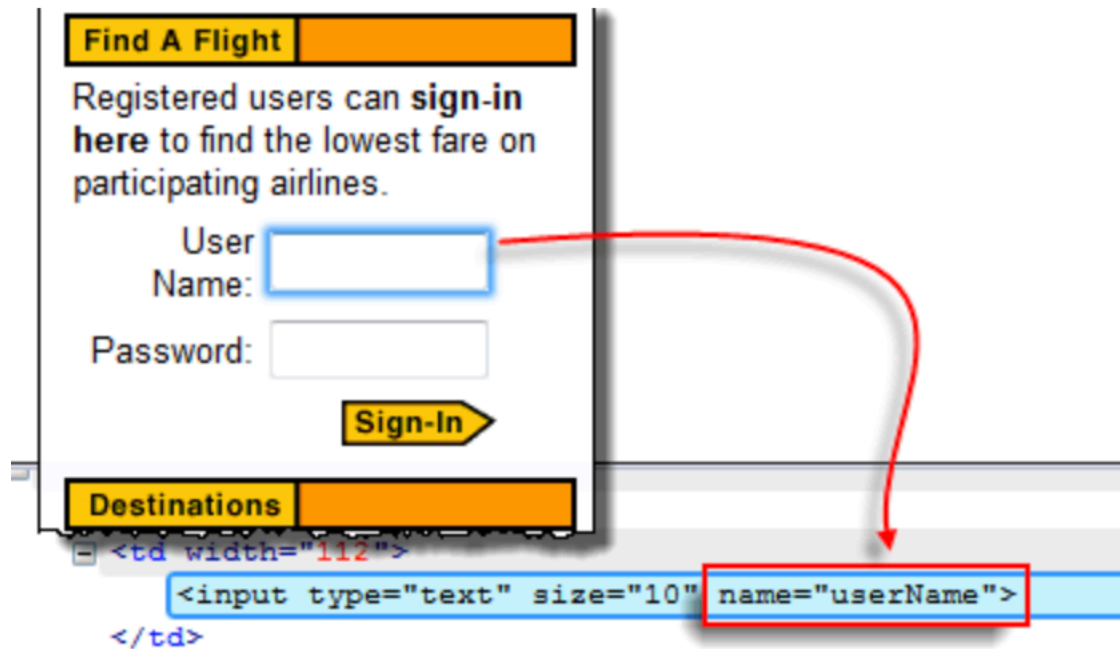 Find A Flight
Registered users can sign-in
here to find the lowest fare on
participating airlines.
User
Name:
Password:
Sign-In
Destinations
<td width="112">
<input type="text" size="10" name="userName">
</td>